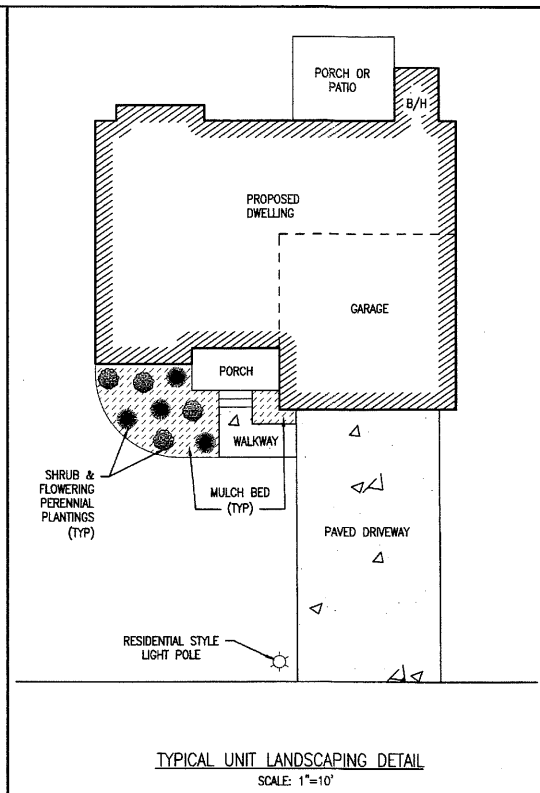 PORCH OR
PATIO
B/H
PROPOSED
DWELLING
GARAGE
PORCH
WALKWAY
SHRUB &
FLOWERING
PERENNIAL
PLANTINGS
(TYP)
MULCH BED
(TYP)
PAVED DRIVEWAY
RESIDENTIAL STYLE
LIGHT POLE
TYPICAL UNIT LANDSCAPING DETAIL
SCALE: 1"=10'